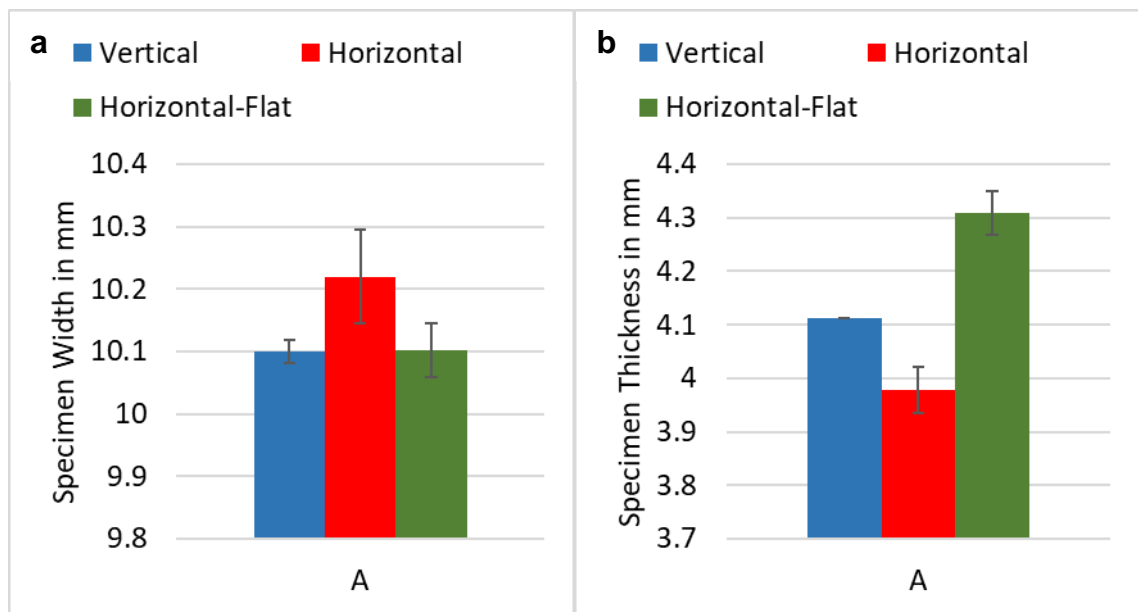 a
Vertical
Horizontal
Horizontal-Flat
Specimen Width in mm
10.4
10.3
10.2
10.1
10
9.9
9.8
A
b
Vertical
Horizontal
Horizontal-Flat
Specimen Thickness in mm
4.4
4.3
4.2
4.1
4
3.9
3.8
3.7
A